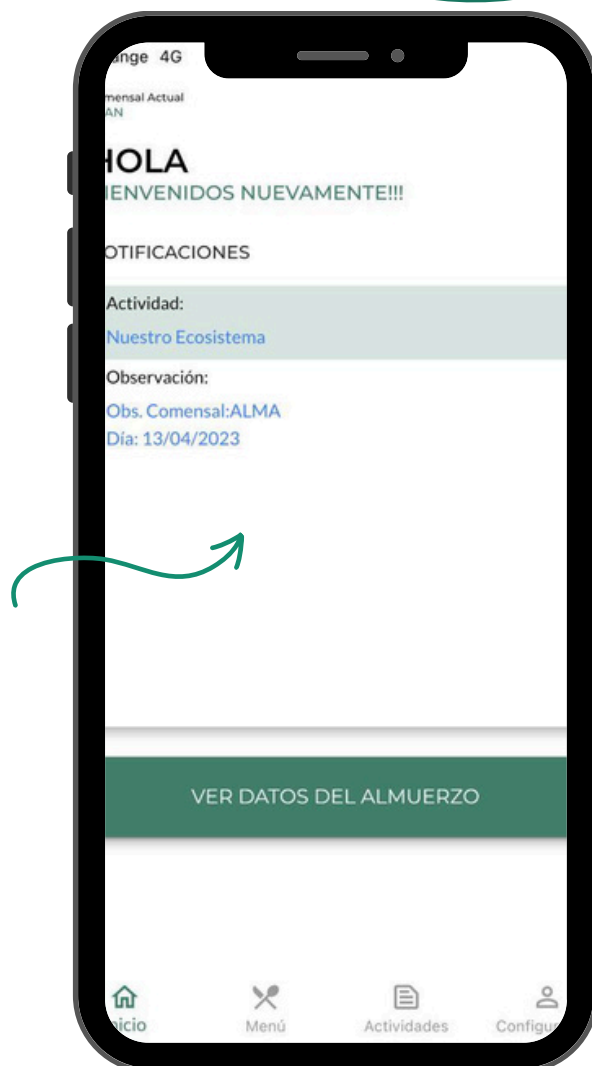 ange 4G
mensal Actual
AN
HOLA
IENVENIDOS NUEVAMENTE!!!
OTIFICACIONES
Actividad:
Nuestro Ecosistema
Observación:
Obs. Comensal:ALMA
Día: 13/04/2023
VER DATOS DEL ALMUERZO
nicio Menú Actividades Configu